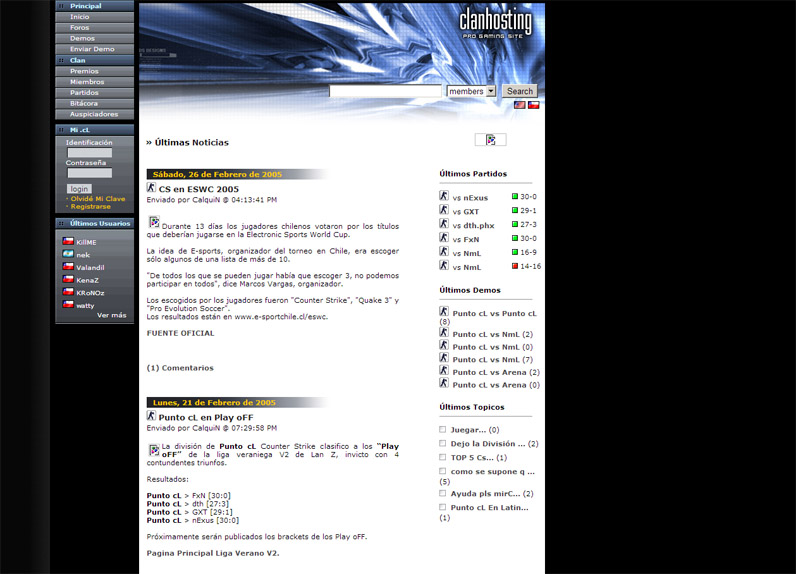 Principal
Inicio
Foros
Demos
Enviar Demo
Clan
Premios
Miembros
Partidos
Bitácora
Auspiciadores
Mi .cL
Identificación
Contraseña
login
· Olvidé Mi Clave
· Registrarse
Últimos Usuarios
KillME
nek
Valandil
KenaZ
KRoNOz
watty
Ver más
clanhosting
PRO GAMING SITE
members
Search
» Últimas Noticias
Sábado, 26 de Febrero de 2005
CS en ESWC 2005
Enviado por CalquiN @ 04:13:41 PM
Durante 13 días los jugadores chilenos votaron por los títulos
que deberían jugarse en la Electronic Sports World Cup.
La idea de E-sports, organizador del torneo en Chile, era escoger
sólo algunos de una lista de más de 10.
"De todos los que se pueden jugar había que escoger 3, no podemos
participar en todos", dice Marcos Vargas, organizador.
Los escogidos por los jugadores fueron "Counter Strike", "Quake 3" y
"Pro Evolution Soccer".
Los resultados están en www.e-sportchile.cl/eswc.
FUENTE OFICIAL
(1) Comentarios
Lunes, 21 de Febrero de 2005
Punto cL en Play oFF
Enviado por CalquiN @ 07:29:58 PM
La división de Punto cL Counter Strike clasifico a los "Play
oFF" de la liga veraniega V2 de Lan Z, invicto con 4
contundentes triunfos.
Resultados:
Punto cL > FxN [30:0]
Punto cL > dth [27:3]
Punto cL > GXT [29:1]
Punto cL > nExus [30:0]
Próximamente serán publicados los brackets de los Play oFF.
Pagina Principal Liga Verano V2.
Últimos Partidos
vs nExus 30-0
vs GXT 29-1
vs dth.phx 27-3
vs FxN 30-0
vs NmL 16-9
vs NmL 14-16
Últimos Demos
Punto cL vs Punto cL
(8)
Punto cL vs NmL (2)
Punto cL vs NmL (0)
Punto cL vs NmL (7)
Punto cL vs Arena (2)
Punto cL vs Arena (0)
Últimos Topicos
Juegar... (0)
Dejo la División ... (2)
TOP 5 Cs... (1)
como se supone q ...
(5)
Ayuda pls mirC... (2)
Punto cL En Latin...
(1)